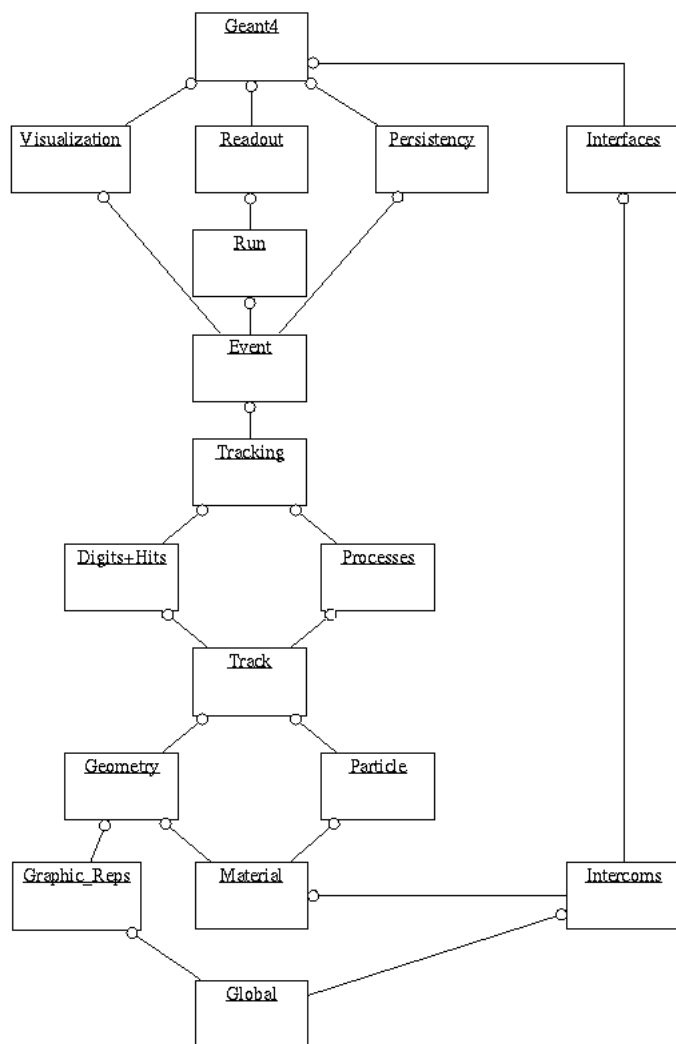 Geant4
Visualization
Readout
Persistency
Interfaces
Run
Event
Tracking
Digits+Hits
Processes
Track
Geometry
Particle
Graphic_Reps
Material
Intercoms
Global